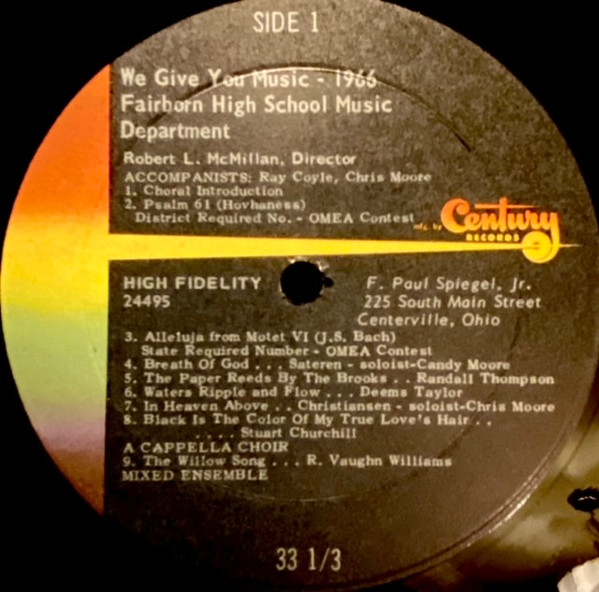 SIDE 1
We Give You Music - 1966
Fairborn High School Music
Department
Robert L. McMillan, Director
ACCOMPANISTS: Ray Coyle, Chris Moore
1. Choral Introduction
2. Psalm 61 (Hovhaness)
District Required No. - OMEA Contest
mfg. by Century
RECORDS
HIGH FIDELITY
24495
F. Paul Spiegel, Jr.
225 South Main Street
Centerville, Ohio
3. Alleluja from Motet VI (J.S. Bach)
State Required Number - OMEA Contest
4. Breath Of God . . . Sateren - soloist-Candy Moore
5. The Paper Reeds By The Brooks . . Randall Thompson
6. Waters Ripple and Flow . . . Deems Taylor
7. In Heaven Above . . Christiansen - soloist-Chris Moore
8. Black Is The Color Of My True Love's Hair . .
. . . . Stuart Churchill
A CAPPELLA CHOIR
9. The Willow Song . . . R. Vaughn Williams
MIXED ENSEMBLE
33 1/3